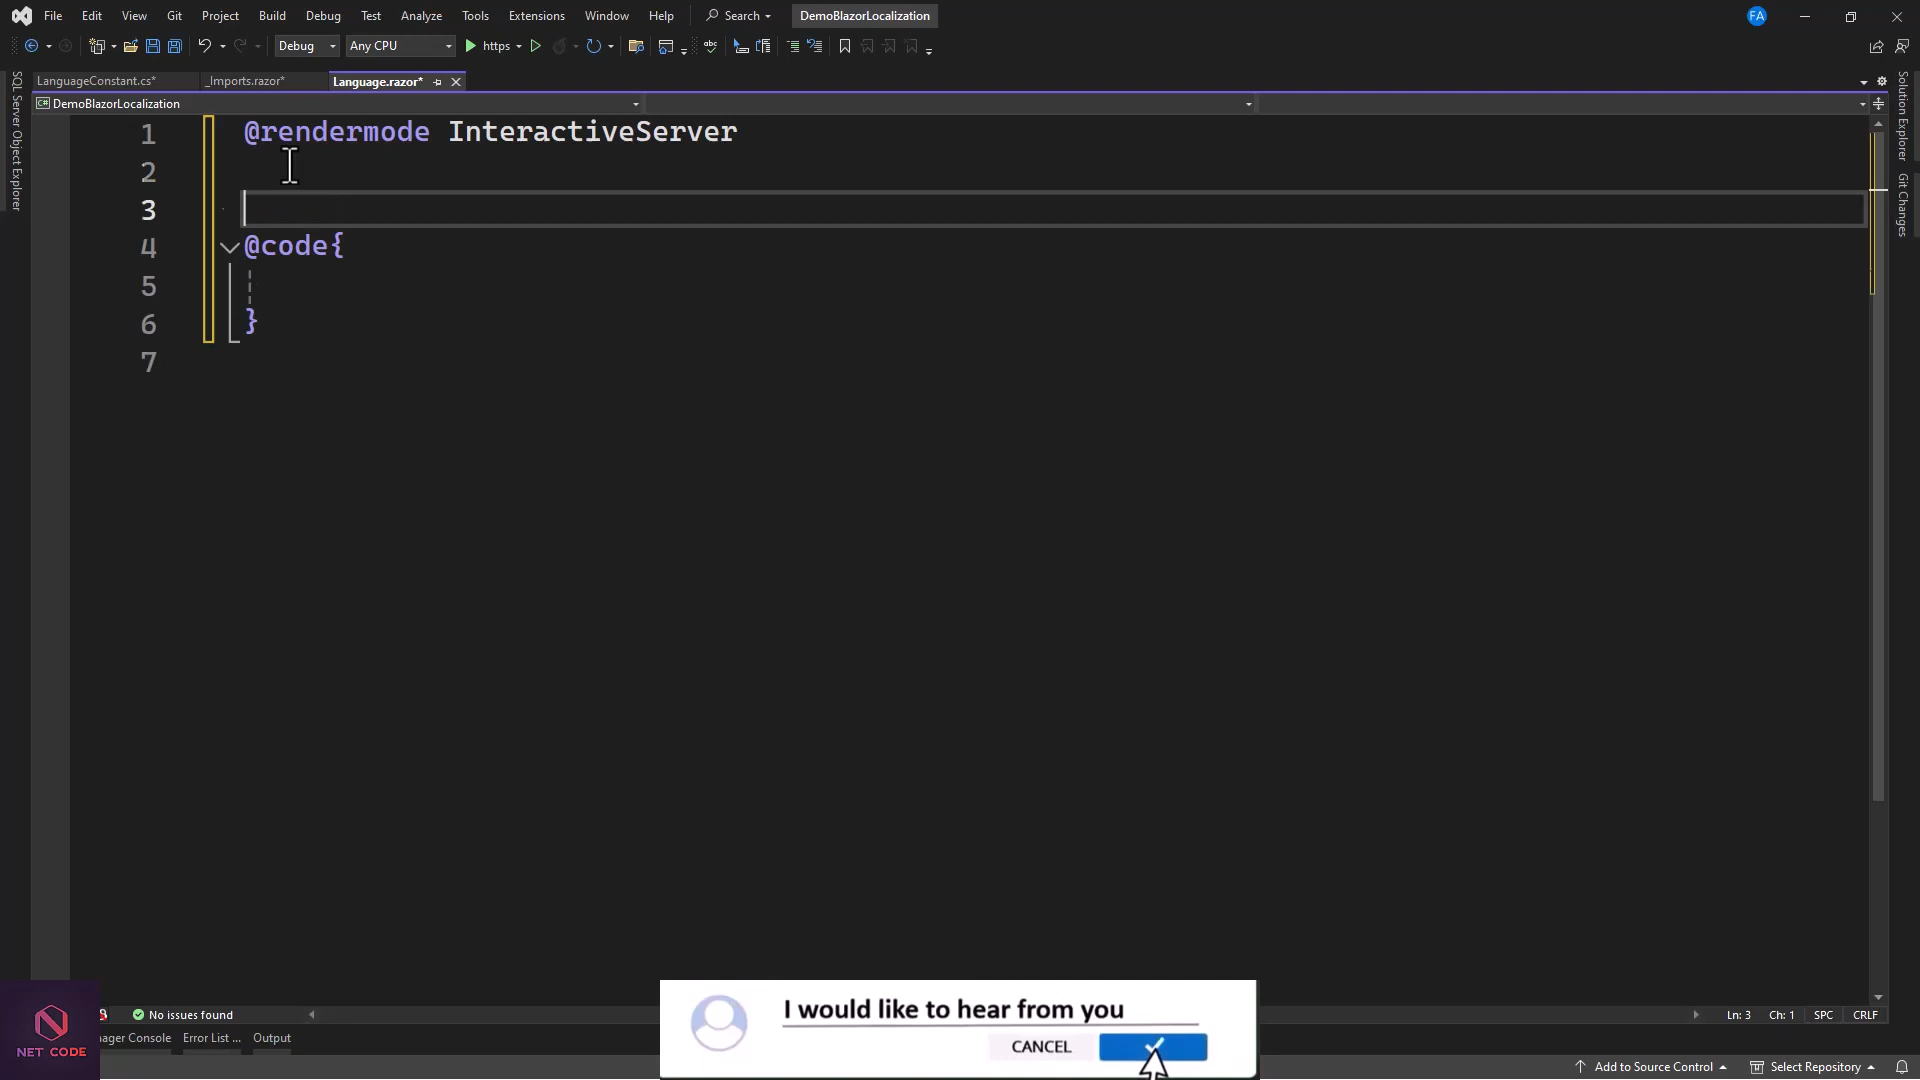 File Edit View Git Project Build Debug Test Analyze Tools Extensions Window Help Search DemoBlazorLocalization FA
Debug Any CPU https
LanguageConstant.cs* _Imports.razor* Language.razor*
DemoBlazorLocalization
SQL Server Object Explorer
Solution Explorer
Git Changes
1 @rendermode InteractiveServer
2
3
4 @code{
5
6 }
7
No issues found
Ln: 3 Ch: 1 SPC CRLF
ager Console Error List ... Output
NET CODE
I would like to hear from you
CANCEL
Add to Source Control Select Repository